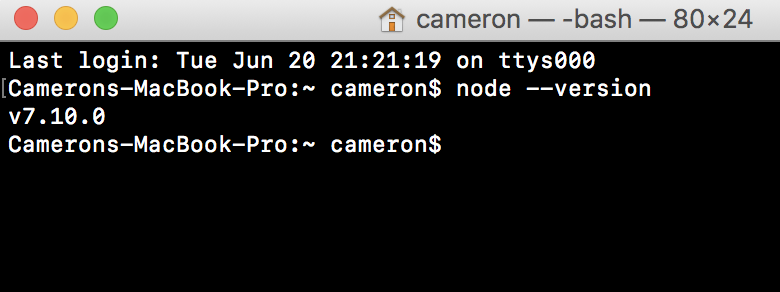 cameron — -bash — 80×24
Last login: Tue Jun 20 21:21:19 on ttys000
[Camerons-MacBook-Pro:~ cameron$ node --version
v7.10.0
Camerons-MacBook-Pro:~ cameron$